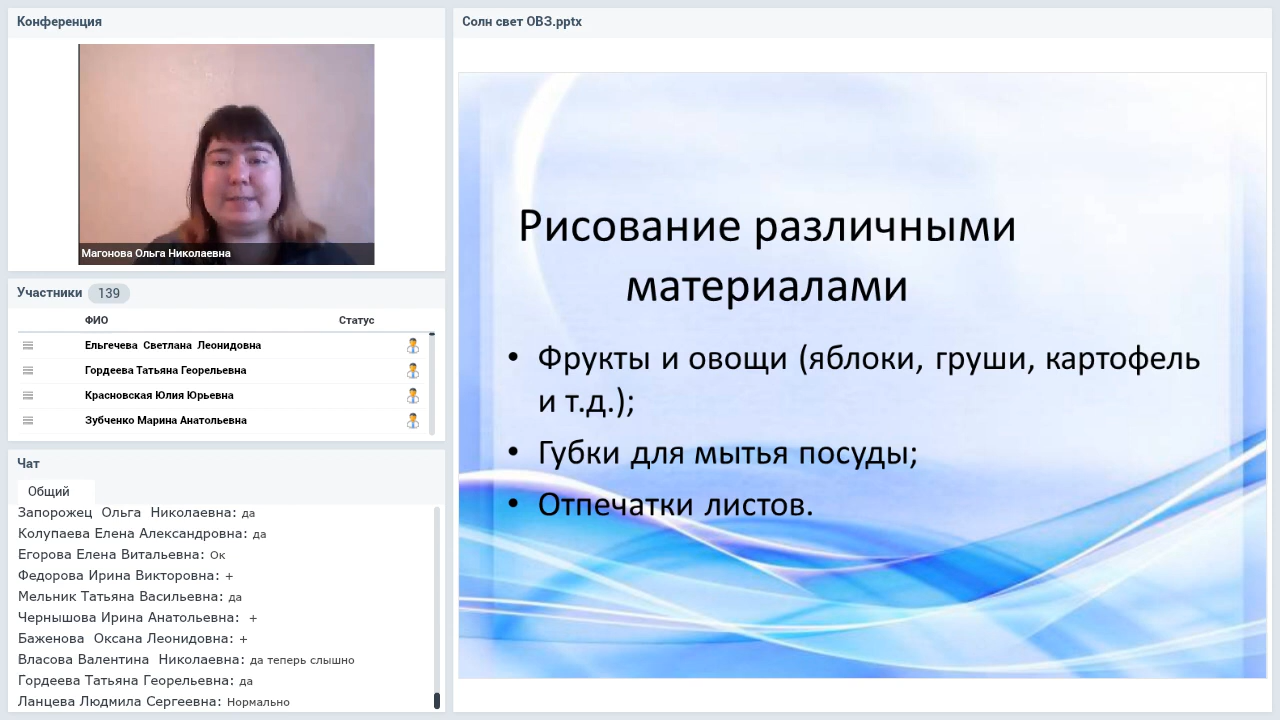 Конференция
Магонова Ольга Николаевна
Участники 139
ФИО Статус
Ельгечева Светлана Леонидовна
Гордеева Татьяна Георельевна
Красновская Юлия Юрьевна
Зубченко Марина Анатольевна
Чат
Общий
Запорожец Ольга Николаевна: да
Колупаева Елена Александровна: да
Егорова Елена Витальевна: Ок
Федорова Ирина Викторовна: +
Мельник Татьяна Васильевна: да
Чернышова Ирина Анатольевна: +
Баженова Оксана Леонидовна: +
Власова Валентина Николаевна: да теперь слышно
Гордеева Татьяна Георельевна: да
Ланцева Людмила Сергеевна: Нормально
Солн свет ОВЗ.pptx
Рисование различными
материалами
• Фрукты и овощи (яблоки, груши, картофель
и т.д.);
• Губки для мытья посуды;
• Отпечатки листов.